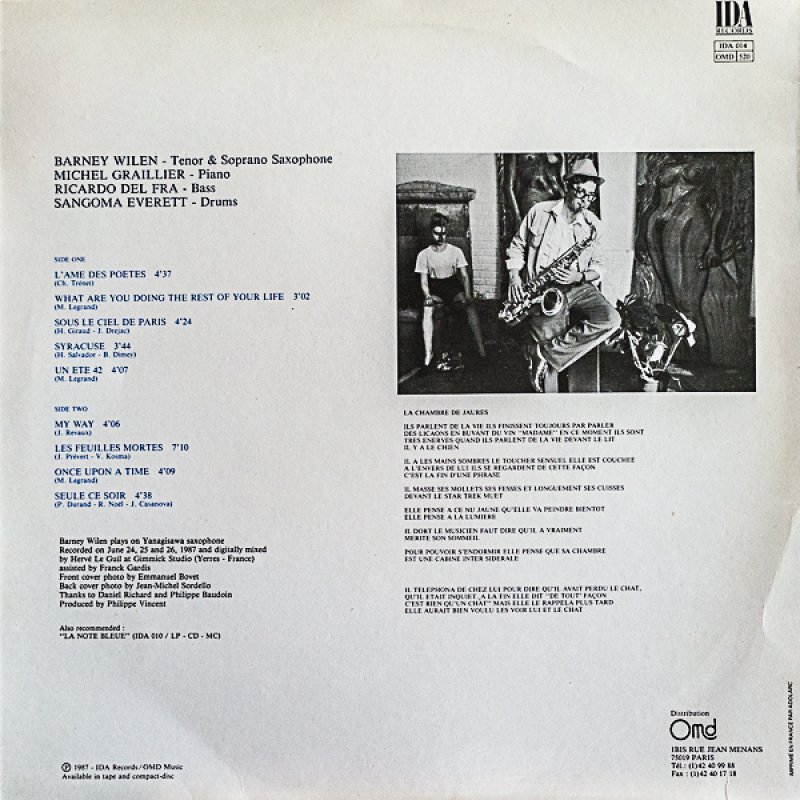 IDA
RECORDS
IDA 014
OMD 520
BARNEY WILEN - Tenor & Soprano Saxophone
MICHEL GRAILLIER - Piano
RICARDO DEL FRA - Bass
SANGOMA EVERETT - Drums
SIDE ONE
L'AME DES POETES 4'37
(Ch. Trénet)
WHAT ARE YOU DOING THE REST OF YOUR LIFE 3'02
(M. Legrand)
SOUS LE CIEL DE PARIS 4'24
(H. Giraud - J. Drejac)
SYRACUSE 3'44
(H. Salvador - B. Dimey)
UN ETE 42 4'07
(M. Legrand)
SIDE TWO
MY WAY 4'06
(J. Revaux)
LES FEUILLES MORTES 7'10
(J. Prévert - V. Kosma)
ONCE UPON A TIME 4'09
(M. Legrand)
SEULE CE SOIR 4'38
(P. Durand - R. Noël - J. Casanova)
Barney Wilen plays on Yanagisawa saxophone
Recorded on June 24, 25 and 26, 1987 and digitally mixed
by Hervé Le Guil at Gimmick Studio (Yerres - France)
assisted by Franck Gardis
Front cover photo by Emmanuel Bovet
Back cover photo by Jean-Michel Sordello
Thanks to Daniel Richard and Philippe Baudoin
Produced by Philippe Vincent
Also recommended :
"LA NOTE BLEUE" (IDA 010 / LP - CD - MC)
LA CHAMBRE DE JAURES
ILS PARLENT DE LA VIE ILS FINISSENT TOUJOURS PAR PARLER
DES LICAONS EN BUVANT DU VIN "MADAME" EN CE MOMENT ILS SONT
TRES ENERVES QUAND ILS PARLENT DE LA VIE DEVANT LE LIT
IL Y A LE CHIEN
IL A LES MAINS SOMBRES LE TOUCHER SENSUEL ELLE EST COUCHEE
A L'ENVERS DE LUI ILS SE REGARDENT DE CETTE FAÇON
C'EST LA FIN D'UNE PHRASE
IL MASSE SES MOLLETS SES FESSES ET LONGUEMENT SES CUISSES
DEVANT LE STAR TREK MUET
ELLE PENSE A CE NU JAUNE QU'ELLE VA PEINDRE BIENTOT
ELLE PENSE A LA LUMIERE
IL DORT LE MUSICIEN FAUT DIRE QU'IL A VRAIMENT
MERITE SON SOMMEIL
POUR POUVOIR S'ENDORMIR ELLE PENSE QUE SA CHAMBRE
EST UNE CABINE INTER SIDERALE
IL TELEPHONA DE CHEZ LUI POUR DIRE QU'IL AVAIT PERDU LE CHAT,
QU'IL ETAIT INQUIET, A LA FIN ELLE DIT "DE TOUT' FAÇON
C'EST RIEN QU'UN CHAT" MAIS ELLE LE RAPPELA PLUS TARD
ELLE AURAIT BIEN VOULU LES VOIR LUI ET LE CHAT
℗ 1987 - IDA Records/OMD Music
Available in tape and compact-disc
Distribution
Omd
IBIS RUE JEAN MENANS
75019 PARIS
Tél.: (1)42 40 99 88
Fax : (1)42 40 17 18
IMPRIMÉ EN FRANCE PAR ADOLARC